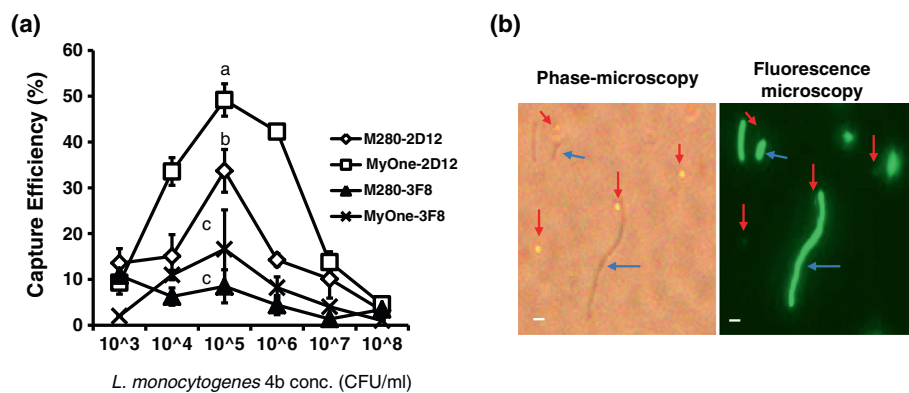 (a)
Capture Efficiency (%)
60
50
40
30
20
10
0
a
b
c
c
M280-2D12
MyOne-2D12
M280-3F8
MyOne-3F8
10^3 10^4 10^5 10^6 10^7 10^8
L. monocytogenes 4b conc. (CFU/ml)
(b)
Phase-microscopy
Fluorescence
microscopy